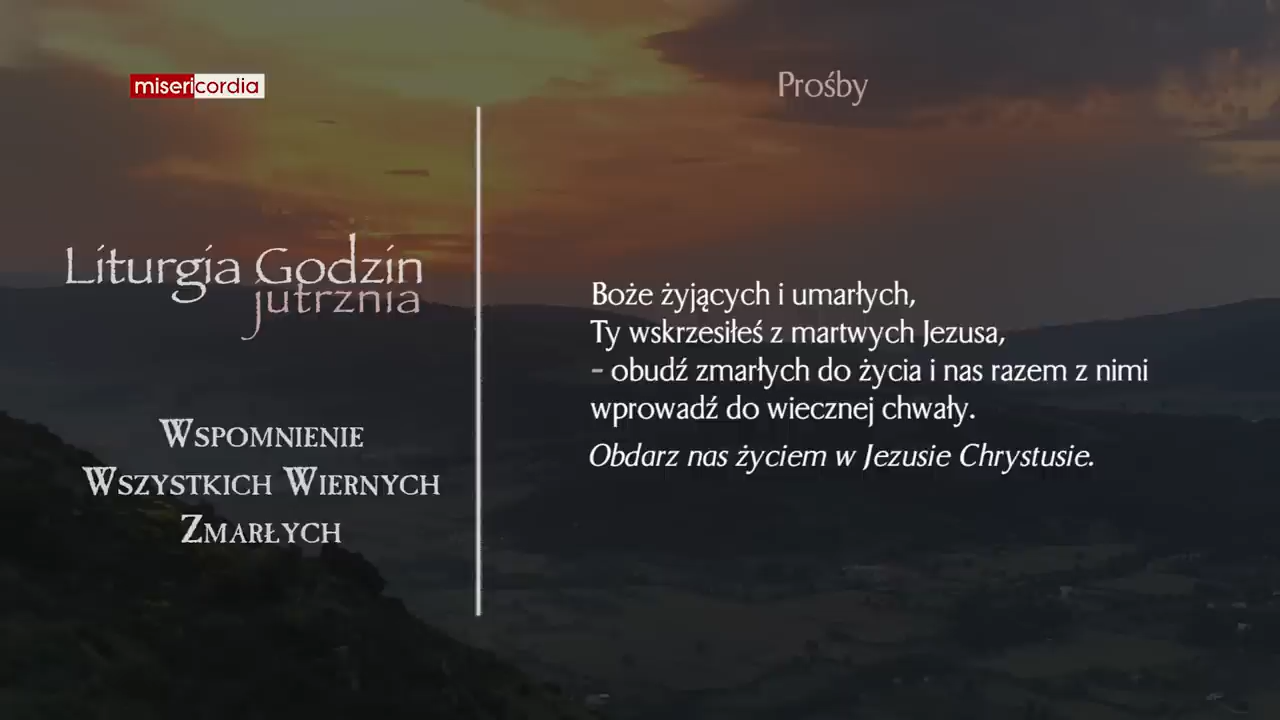 misericordia
Prośby
Liturgia Godzin
jutrznia
Wspomnienie
Wszystkich Wiernych
Zmarłych
Boże żyjących i umarłych,
Ty wskrzesiłeś z martwych Jezusa,
- obudź zmarłych do życia i nas razem z nimi
wprowadź do wiecznej chwały.
Obdarz nas życiem w Jezusie Chrystusie.